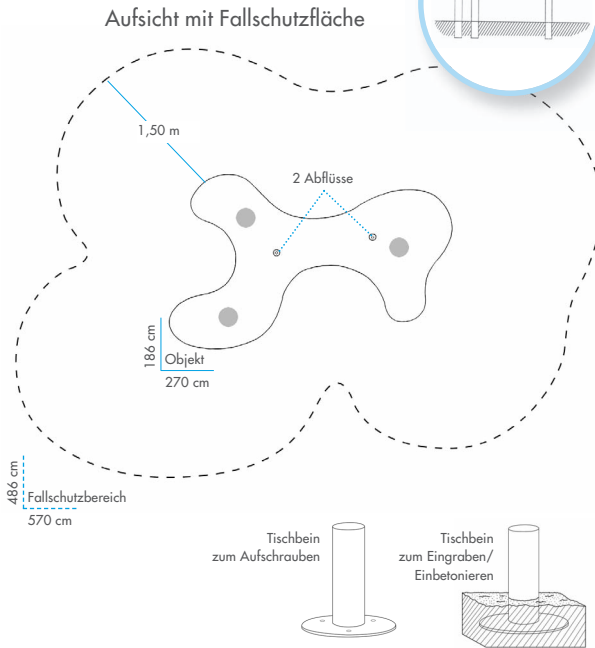 Aufsicht mit Fallschutzfläche
1,50 m
2 Abflüsse
186 cm
Objekt
270 cm
486 cm
Fallschutzbereich
570 cm
Tischbein
zum Aufschrauben
Tischbein
zum Eingraben/
Einbetonieren